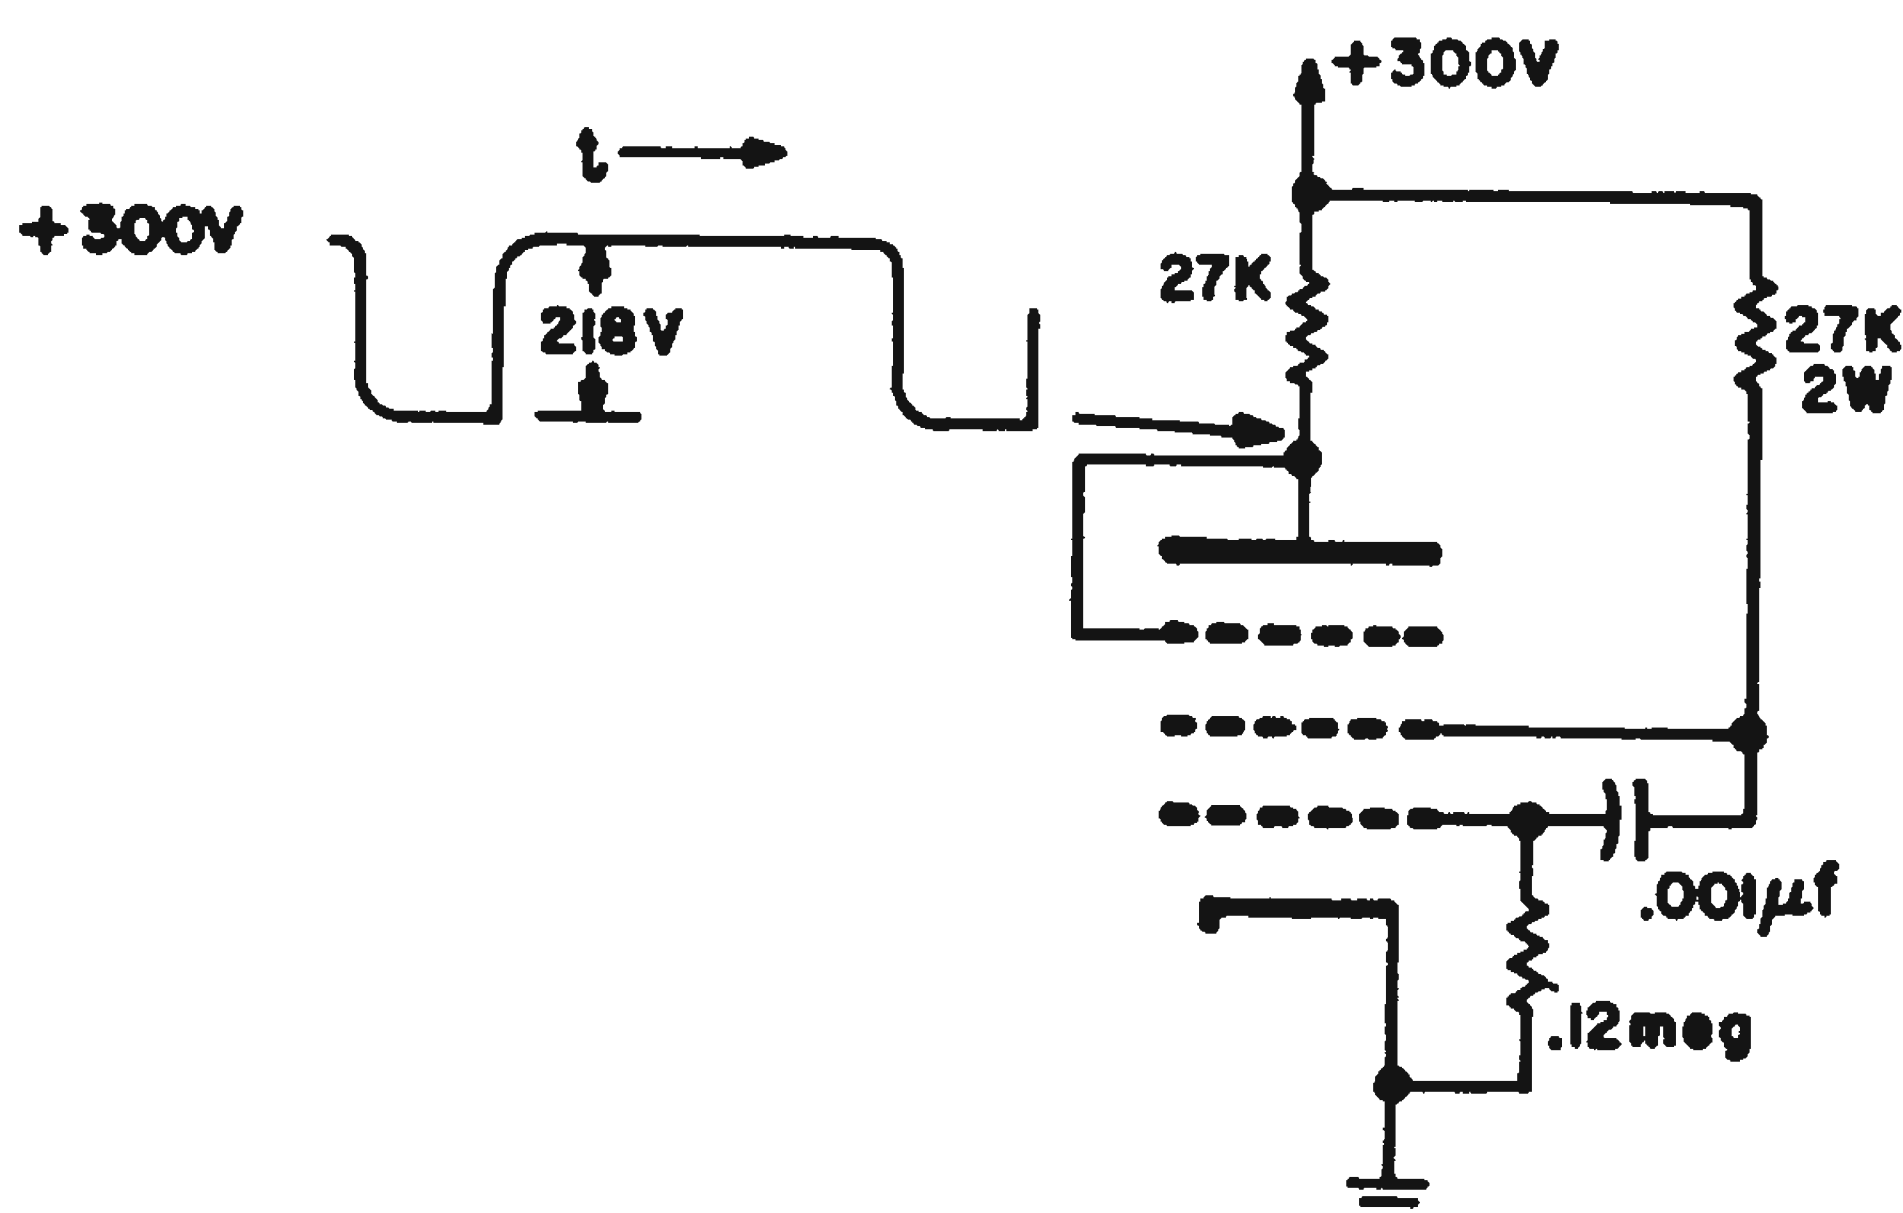 +300V
t
+300V
27K
218V
27K
2W
.001μf
.12meg